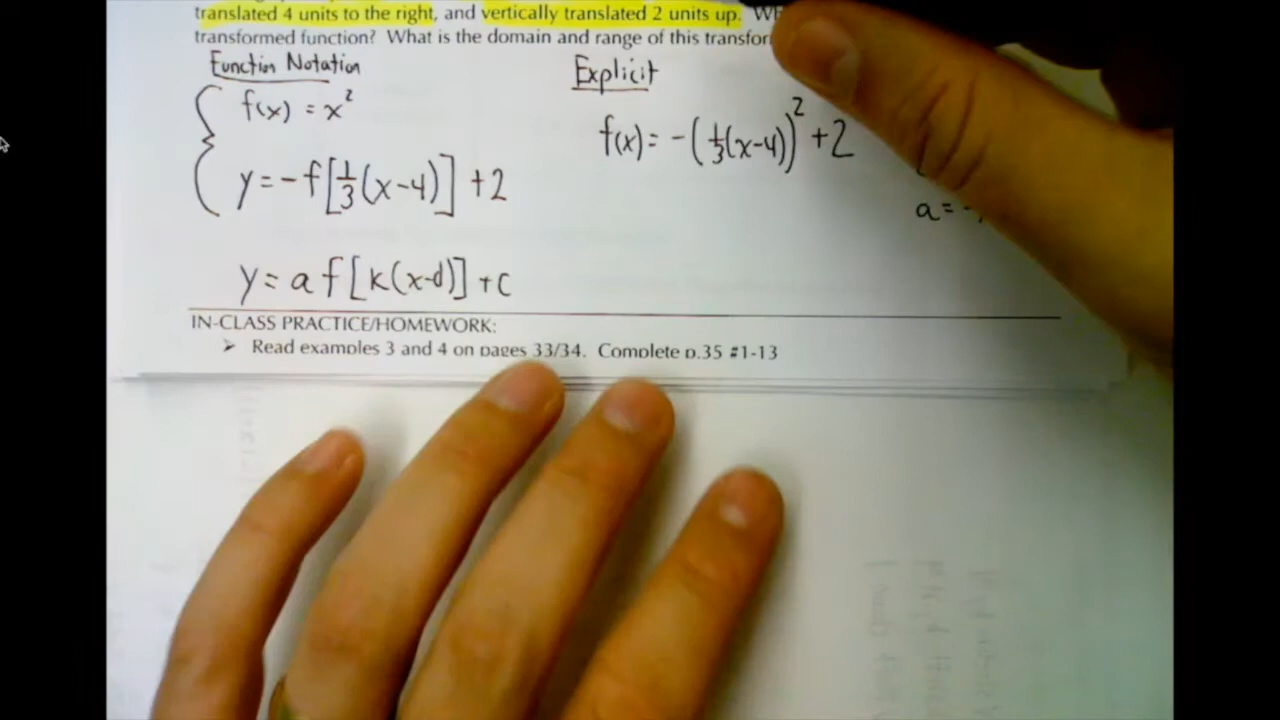 translated 4 units to the right, and vertically translated 2 units up.
transformed function? What is the domain and range of this
Function Notation
f(x) = x²
y = -f[1/3(x-4)] + 2
y = a f[k(x-d)] + c
Explicit
f(x) = -(1/3(x-4))² + 2
a = -
IN-CLASS PRACTICE/HOMEWORK:
➤ Read examples 3 and 4 on pages 33/34. Complete p.35 #1-13